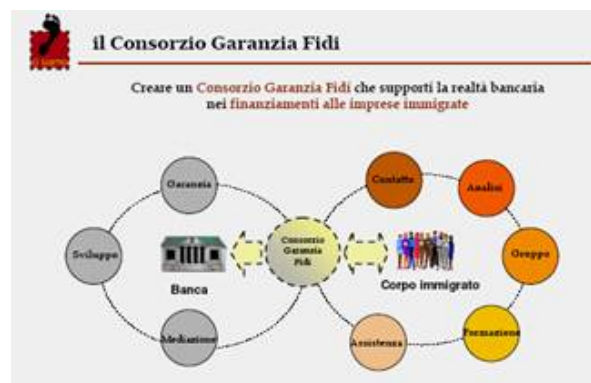 il Consorzio Garanzia Fidi
Creare un Consorzio Garanzia Fidi che supporti la realtà bancaria
nei finanziamenti alle imprese immigrate
Garanzia
Contatto
Analisi
Sviluppo
Consorzio
Garanzia
Fidi
Gruppo
Banca
Corpo immigrato
Mediazione
Assistenza
Formazione